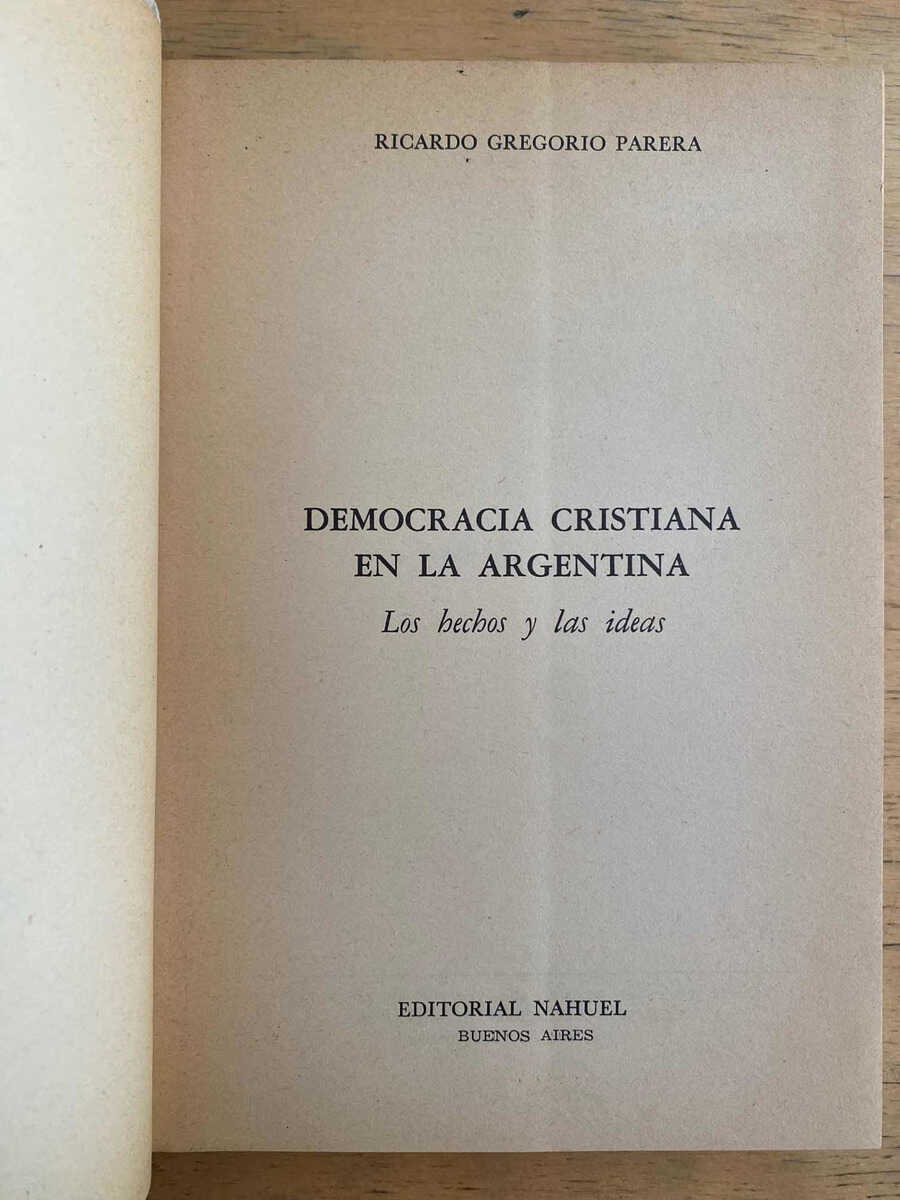 RICARDO GREGORIO PARERA
DEMOCRACIA CRISTIANA
EN LA ARGENTINA
Los hechos y las ideas
EDITORIAL NAHUEL
BUENOS AIRES